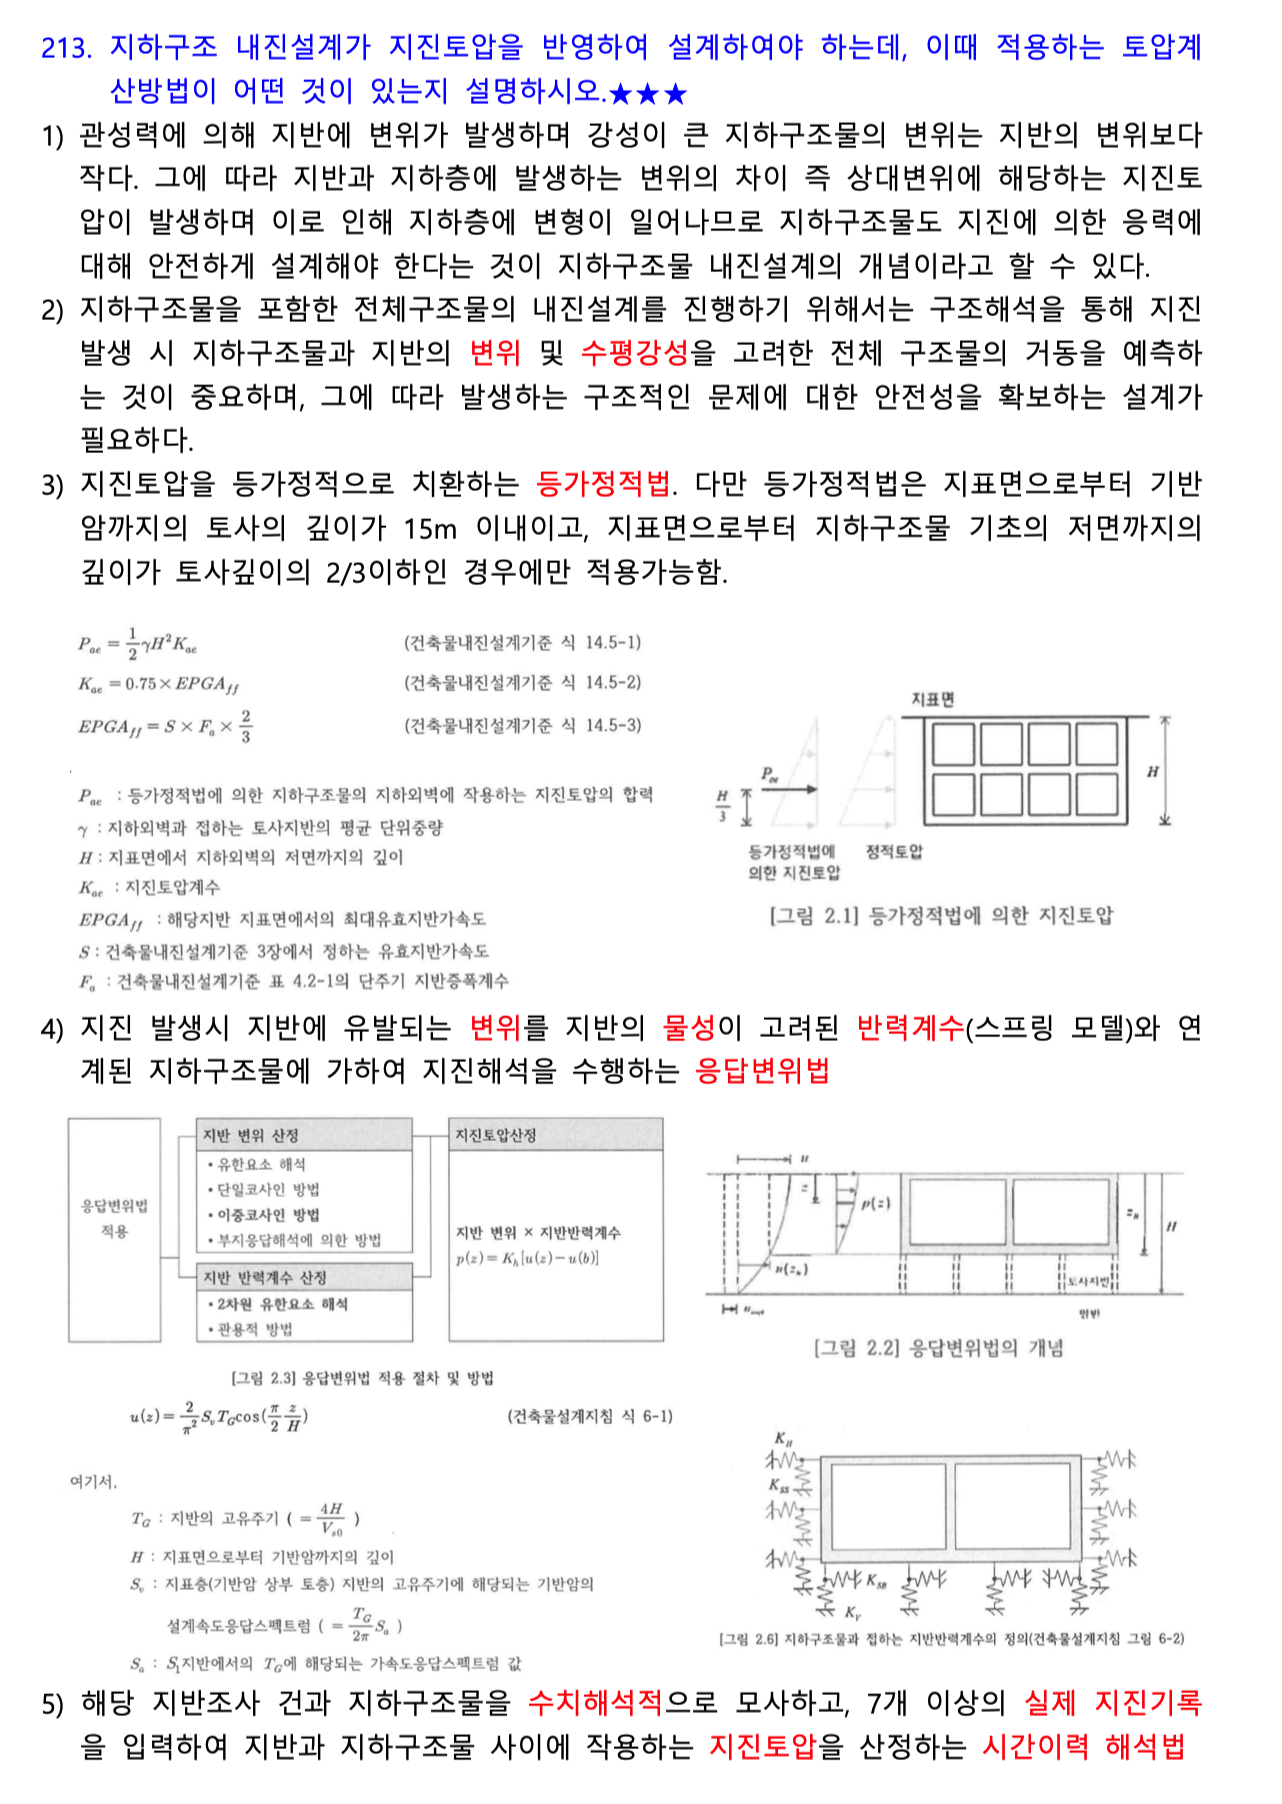 213. 지하구조 내진설계가 지진토압을 반영하여 설계하여야 하는데, 이때 적용하는 토압계
산방법이 어떤 것이 있는지 설명하시오.★★★
1) 관성력에 의해 지반에 변위가 발생하며 강성이 큰 지하구조물의 변위는 지반의 변위보다
작다. 그에 따라 지반과 지하층에 발생하는 변위의 차이 즉 상대변위에 해당하는 지진토
압이 발생하며 이로 인해 지하층에 변형이 일어나므로 지하구조물도 지진에 의한 응력에
대해 안전하게 설계해야 한다는 것이 지하구조물 내진설계의 개념이라고 할 수 있다.
2) 지하구조물을 포함한 전체구조물의 내진설계를 진행하기 위해서는 구조해석을 통해 지진
발생 시 지하구조물과 지반의 변위 및 수평강성을 고려한 전체 구조물의 거동을 예측하
는 것이 중요하며, 그에 따라 발생하는 구조적인 문제에 대한 안전성을 확보하는 설계가
필요하다.
3) 지진토압을 등가정적으로 치환하는 등가정적법. 다만 등가정적법은 지표면으로부터 기반
암까지의 토사의 깊이가 15m 이내이고, 지표면으로부터 지하구조물 기초의 저면까지의
깊이가 토사깊이의 2/3이하인 경우에만 적용가능함.
P_ae = 1/2 γH²K_ae (건축물내진설계기준 식 14.5-1)
K_ae = 0.75 × EPGA_ff (건축물내진설계기준 식 14.5-2)
EPGA_ff = S × F_a × 2/3 (건축물내진설계기준 식 14.5-3)
P_ae : 등가정적법에 의한 지하구조물의 지하외벽에 작용하는 지진토압의 합력
γ : 지하외벽과 접하는 토사지반의 평균 단위중량
H : 지표면에서 지하외벽의 저면까지의 깊이
K_ae : 지진토압계수
EPGA_ff : 해당지반 지표면에서의 최대유효지반가속도
S : 건축물내진설계기준 3장에서 정하는 유효지반가속도
F_a : 건축물내진설계기준 표 4.2-1의 단주기 지반증폭계수
지표면
P_ae
H/3
H
등가정적법에
의한 지진토압
정적토압
[그림 2.1] 등가정적법에 의한 지진토압
4) 지진 발생시 지반에 유발되는 변위를 지반의 물성이 고려된 반력계수(스프링 모델)와 연
계된 지하구조물에 가하여 지진해석을 수행하는 응답변위법
응답변위법
적용
지반 변위 산정
• 유한요소 해석
• 단일코사인 방법
• 이중코사인 방법
• 부지응답해석에 의한 방법
지반 반력계수 산정
• 2차원 유한요소 해석
• 관용적 방법
지진토압산정
지반 변위 × 지반반력계수
p(z) = K_h[u(z) − u(b)]
[그림 2.3] 응답변위법 적용 절차 및 방법
u
z
p(z)
z_B
H
u(z_B)
토사지반
암반
[그림 2.2] 응답변위법의 개념
u(z) = 2/π² S_v T_G cos(π/2 z/H) (건축물설계지침 식 6-1)
여기서,
T_G : 지반의 고유주기 ( = 4H/V_s0 )
H : 지표면으로부터 기반암까지의 깊이
S_v : 지표층(기반암 상부 토층) 지반의 고유주기에 해당되는 기반암의
설계속도응답스펙트럼 ( = T_G/2π S_a )
S_a : S_1지반에서의 T_G에 해당되는 가속도응답스펙트럼 값
K_H
K_SS
K_SB
K_V
[그림 2.6] 지하구조물과 접하는 지반반력계수의 정의(건축물설계지침 그림 6-2)
5) 해당 지반조사 건과 지하구조물을 수치해석적으로 모사하고, 7개 이상의 실제 지진기록
을 입력하여 지반과 지하구조물 사이에 작용하는 지진토압을 산정하는 시간이력 해석법